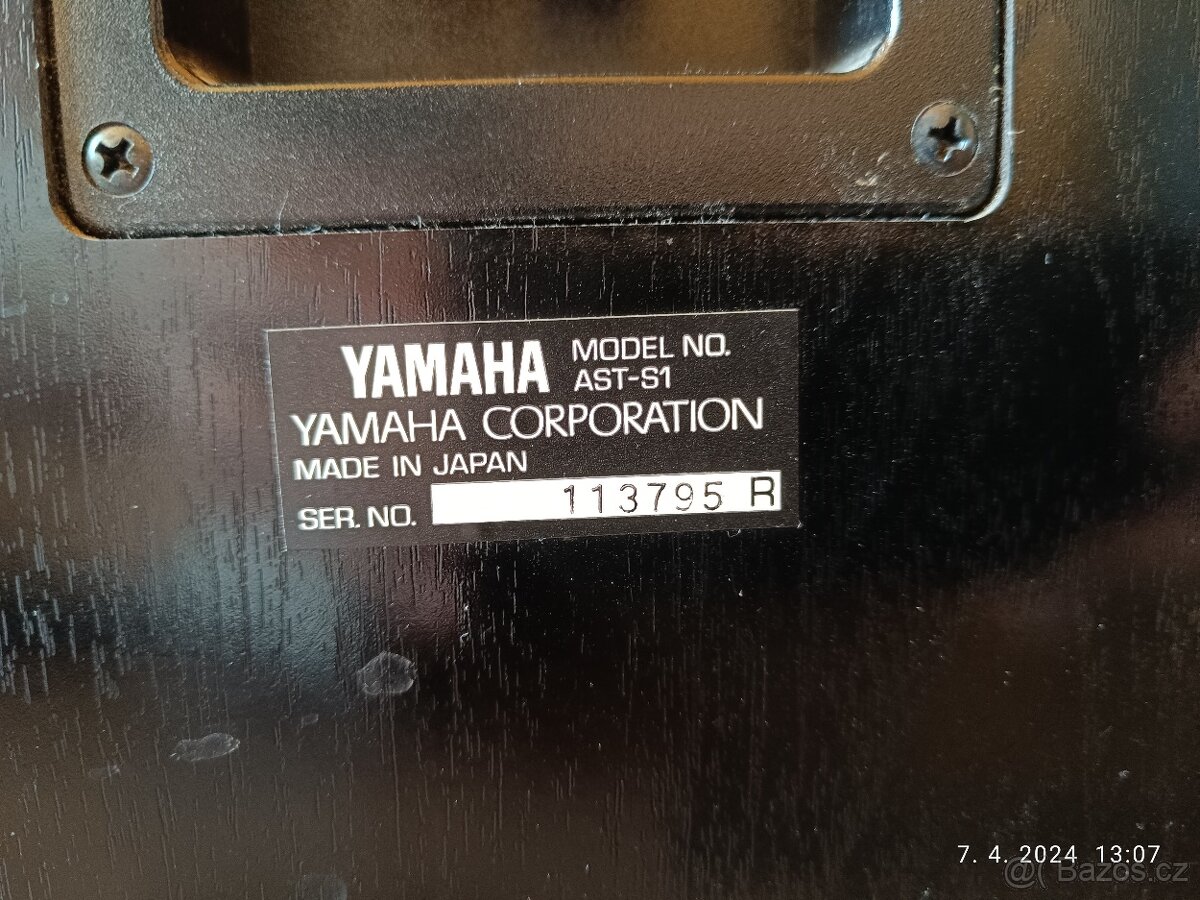 YAMAHA MODEL NO.
AST-S1
YAMAHA CORPORATION
MADE IN JAPAN
SER. NO. 113795 R
7. 4. 2024 13:07
@( Bazos.cz